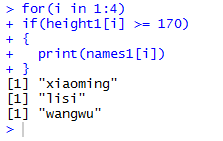 > for(i in 1:4)
+ if(height1[i] >= 170)
+ {
+   print(names1[i])
+ }
[1] "xiaoming"
[1] "lisi"
[1] "wangwu"
>